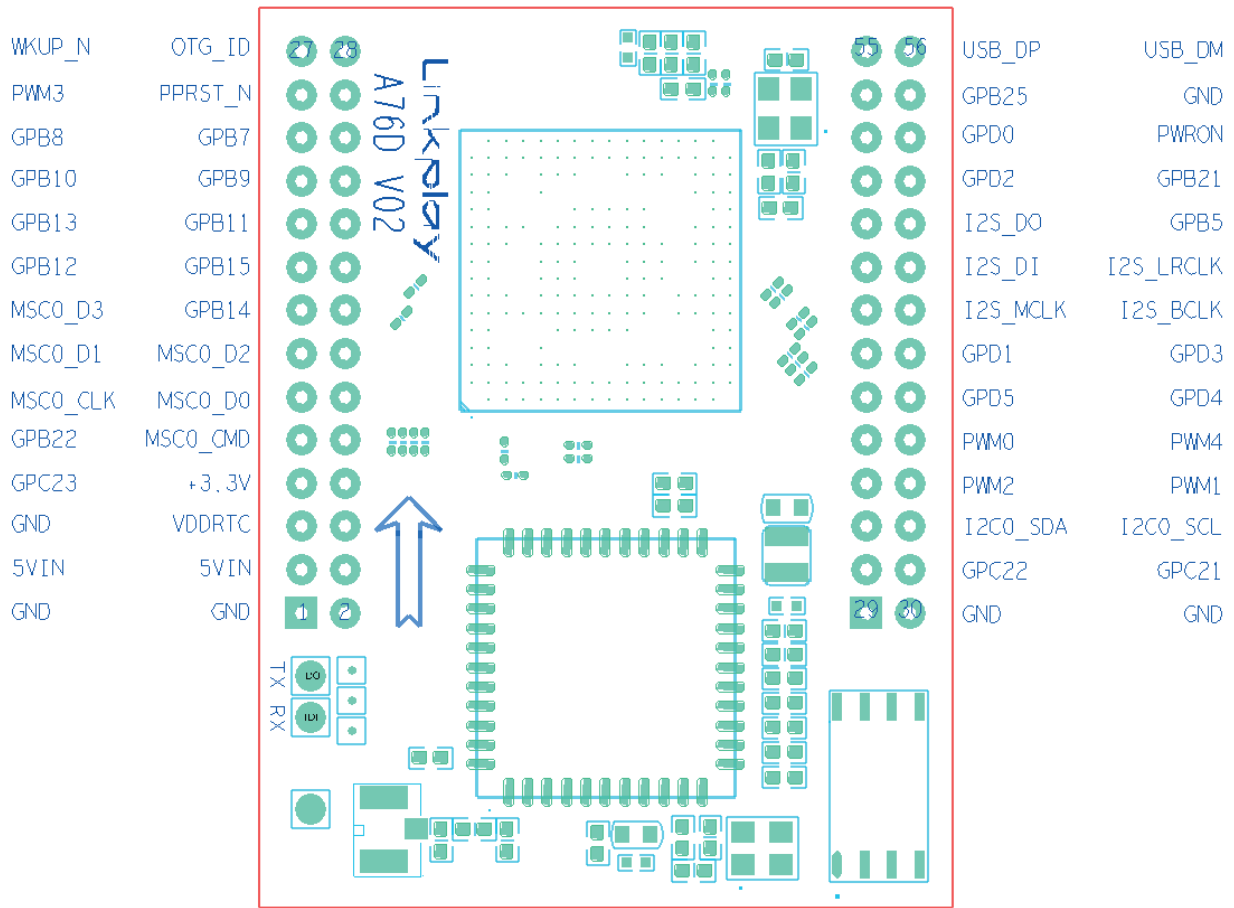 WKUP_N OTG_ID 27 28 55 56 USB_DP USB_DM
PWM3 PPRST_N GPB25 GND
GPB8 GPB7 GPD0 PWRON
GPB10 GPB9 GPD2 GPB21
GPB13 GPB11 I2S_DO GPB5
GPB12 GPB15 I2S_DI I2S_LRCLK
MSC0_D3 GPB14 I2S_MCLK I2S_BCLK
MSC0_D1 MSC0_D2 GPD1 GPD3
MSC0_CLK MSC0_D0 GPD5 GPD4
GPB22 MSC0_CMD PWM0 PWM4
GPC23 +3.3V PWM2 PWM1
GND VDDRTC I2C0_SDA I2C0_SCL
5VIN 5VIN GPC22 GPC21
GND GND 1 2 29 30 GND GND
Linkplay
A76D V02
TX DO
RX IDI